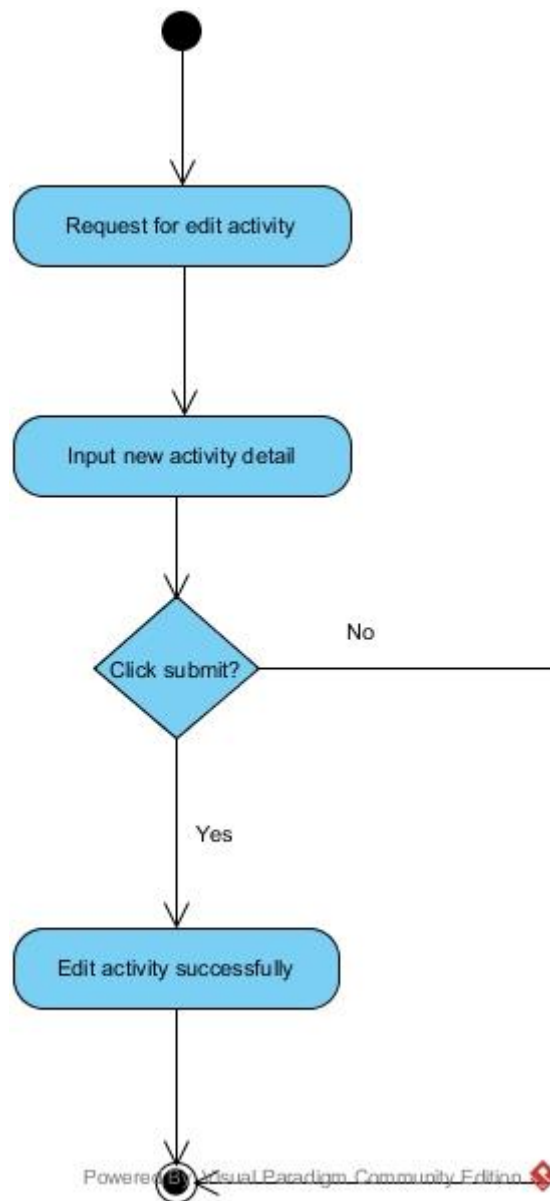 Request for edit activity
Input new activity detail
Click submit?
No
Yes
Edit activity successfully
Powered By Visual Paradigm Community Edition